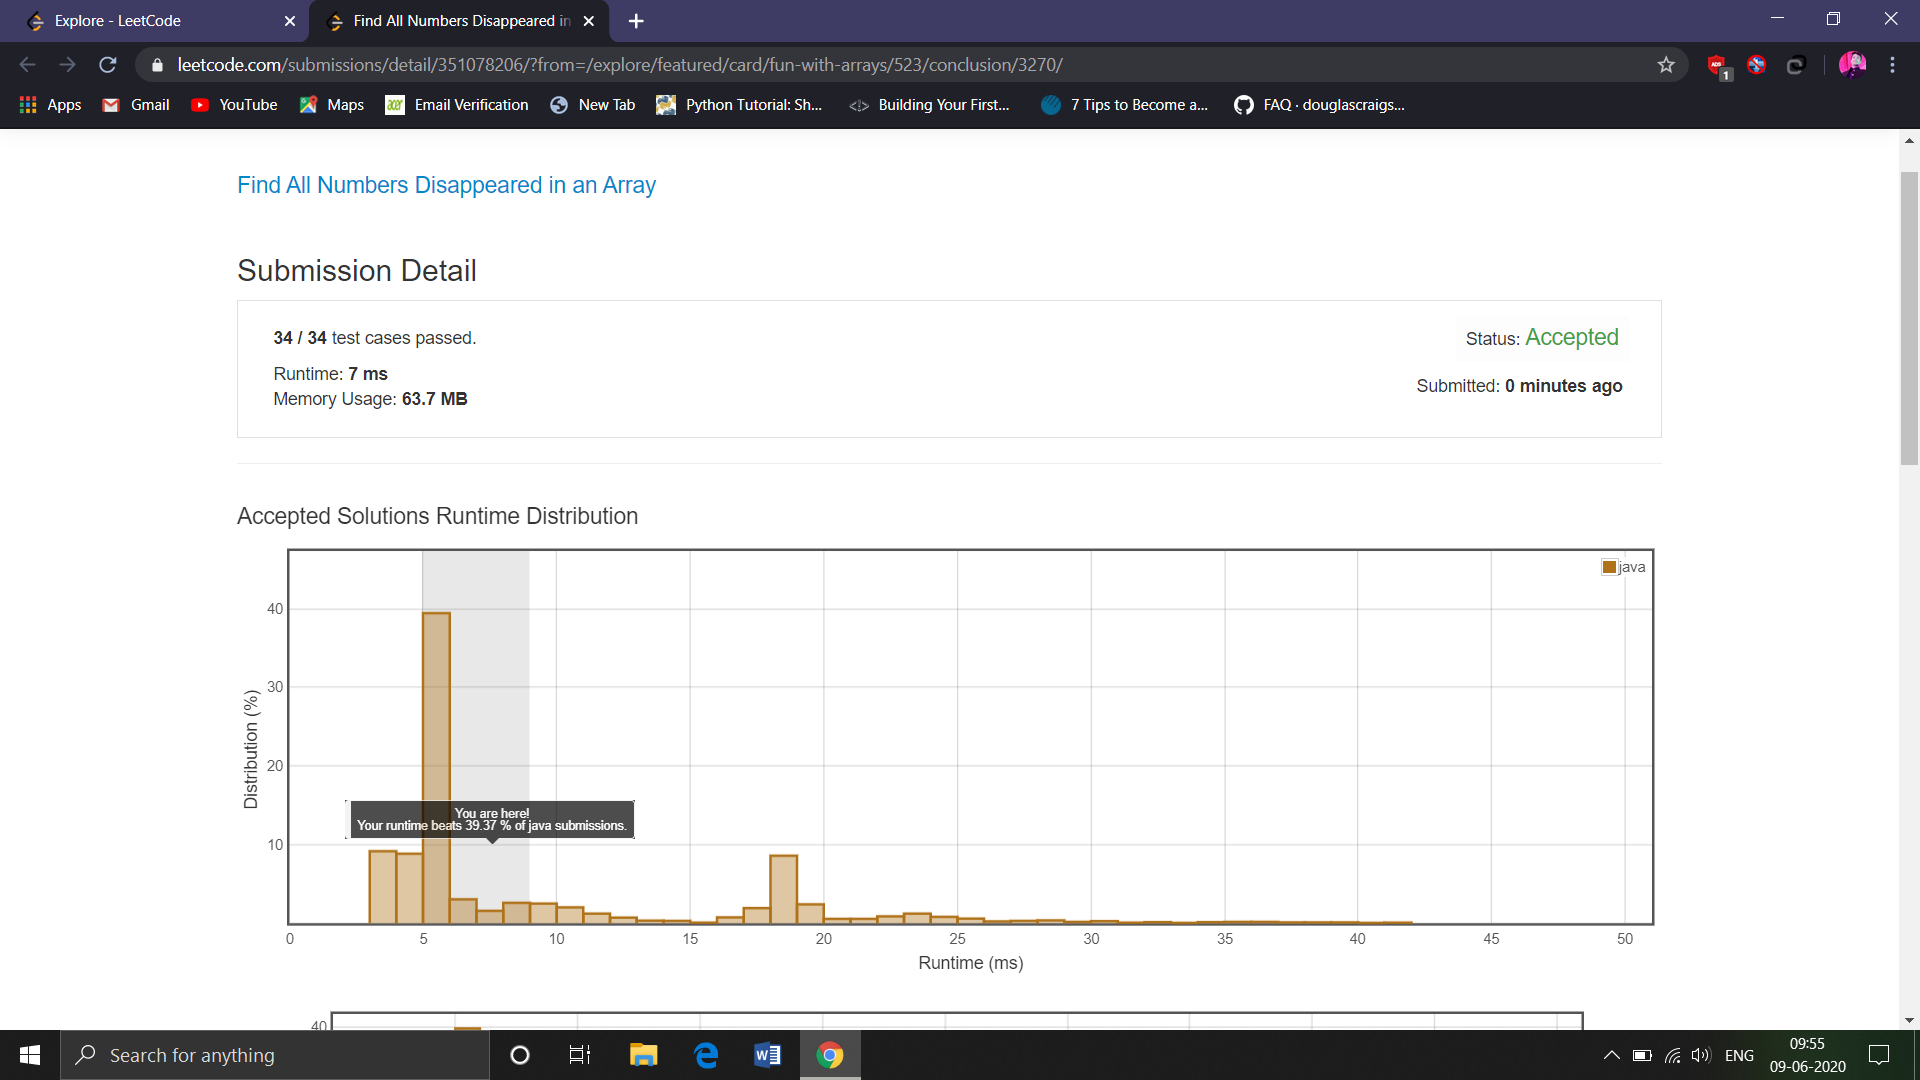 Explore - LeetCode
Find All Numbers Disappeared in
leetcode.com/submissions/detail/351078206/?from=/explore/featured/card/fun-with-arrays/523/conclusion/3270/
ADS
1
Apps
Gmail
YouTube
Maps
acer
Email Verification
New Tab
Python Tutorial: Sh...
Building Your First...
7 Tips to Become a...
FAQ · douglascraigs...
Find All Numbers Disappeared in an Array
Submission Detail
34 / 34 test cases passed.
Status: Accepted
Runtime: 7 ms
Submitted: 0 minutes ago
Memory Usage: 63.7 MB
Accepted Solutions Runtime Distribution
java
40
30
20
10
Distribution (%)
You are here!
Your runtime beats 39.37 % of java submissions.
0 5 10 15 20 25 30 35 40 45 50
Runtime (ms)
40
Search for anything
ENG
09:55
09-06-2020